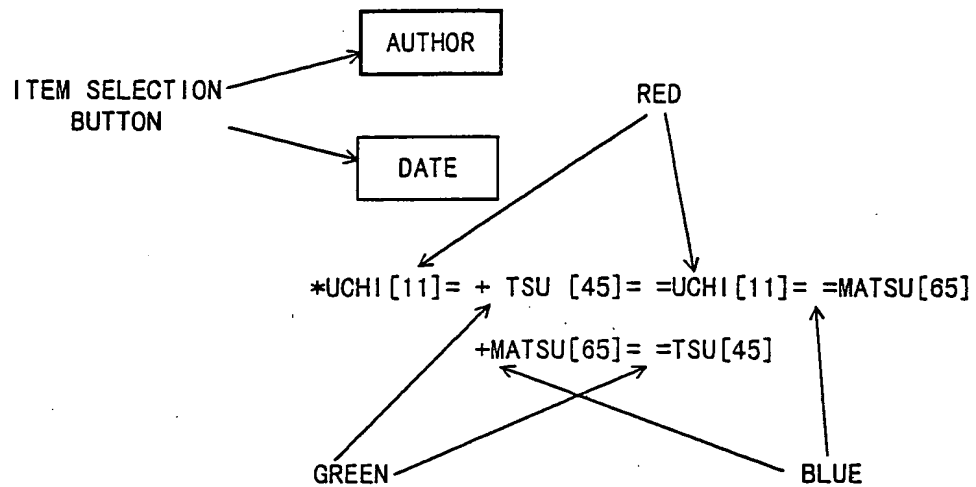 AUTHOR
ITEM SELECTION
BUTTON
RED
DATE
*UCHI[11]= + TSU [45]= =UCHI[11]= =MATSU[65]
+MATSU[65]= =TSU[45]
GREEN
BLUE